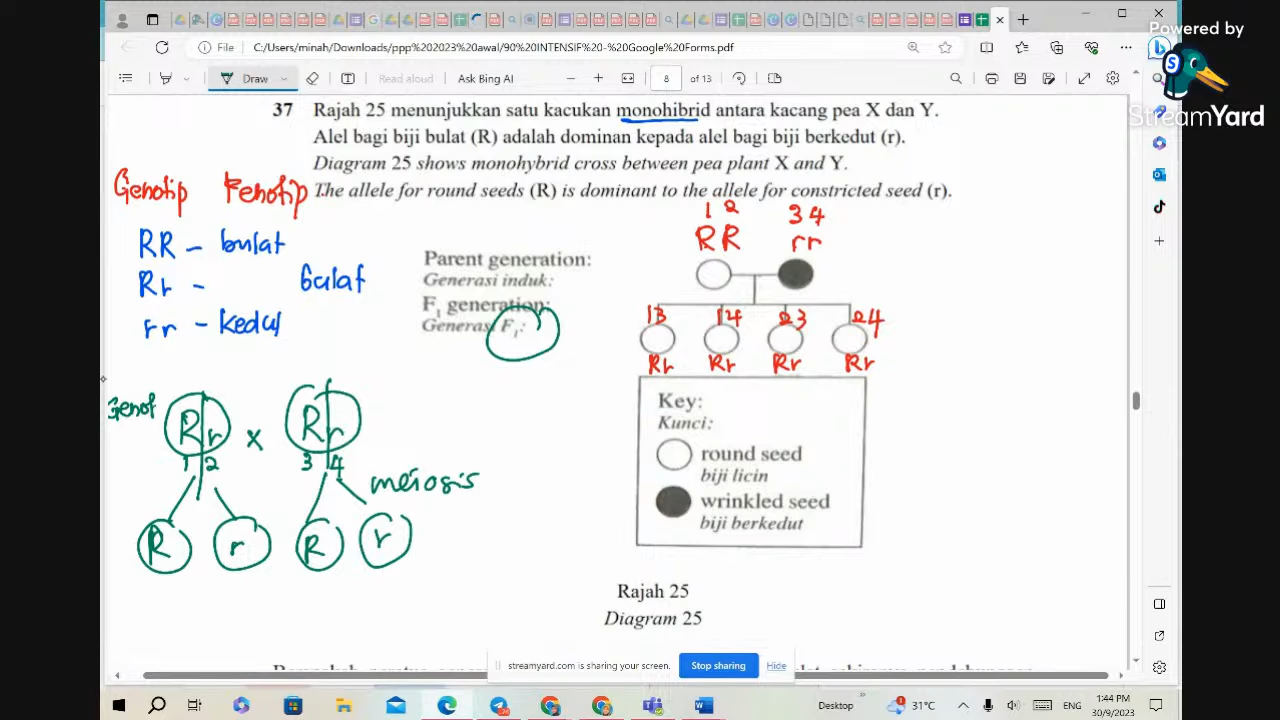 Powered by
StreamYard
File
C:/Users/minah/Downloads/ppp%202023%20awal/90%20INTENSIF%20-%20Google%20Forms.pdf
Draw
Read aloud
Ask Bing AI
8 of 13
37 Rajah 25 menunjukkan satu kacukan monohibrid antara kacang pea X dan Y.
Alel bagi biji bulat (R) adalah dominan kepada alel bagi biji berkedut (r).
Diagram 25 shows monohybrid cross between pea plant X and Y.
The allele for round seeds (R) is dominant to the allele for constricted seed (r).
Genotip Fenotip
RR - bulat
Rr - bulat
rr - kedut
1 2 3 4
RR rr
Parent generation:
Generasi induk:
F1 generation:
Generasi F1:
13 14 23 24
Rr Rr Rr Rr
Key:
Kunci:
round seed
biji licin
wrinkled seed
biji berkedut
Genot Rr x Rr
1 2 3 4
meiosis
R r R r
Rajah 25
Diagram 25
streamyard.com is sharing your screen.
Stop sharing
Hide
Desktop
31°C
ENG
1:44 PM
30/9/2023